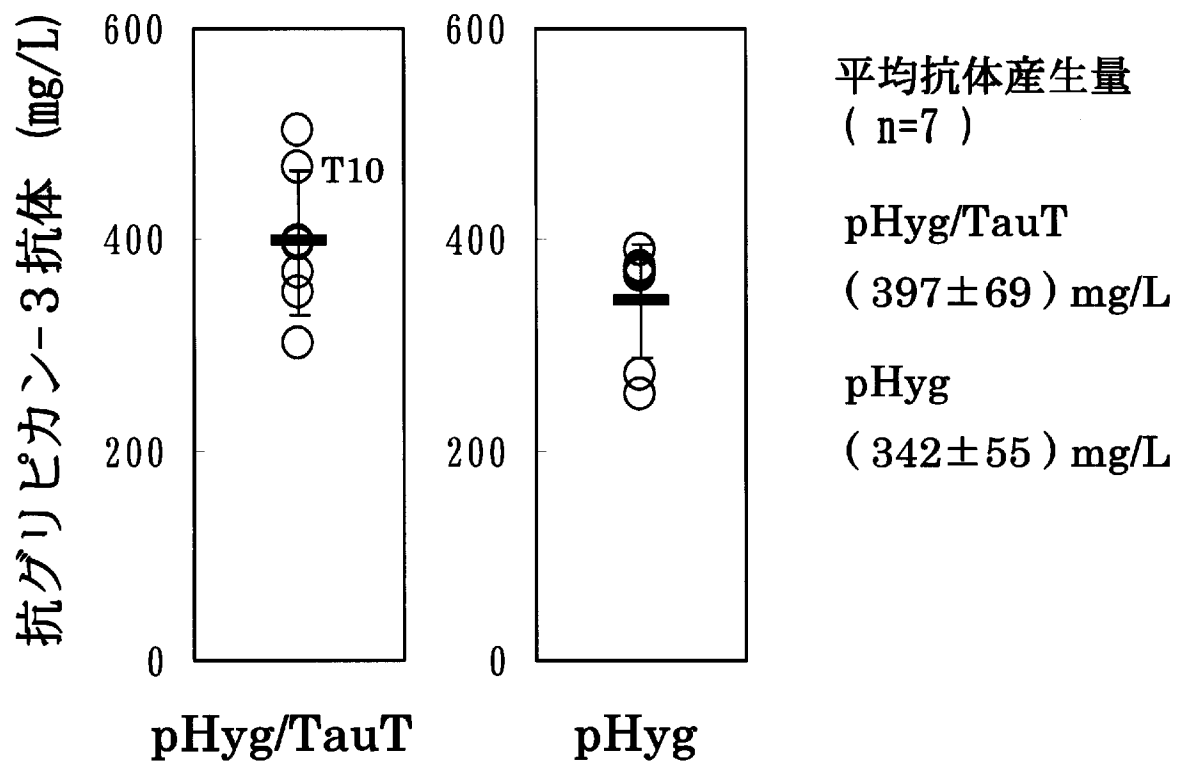 抗グリピカン-3抗体 (mg/L)
600
400
200
0
T10
pHyg/TauT
600
400
200
0
pHyg
平均抗体産生量
( n=7 )
pHyg/TauT
(397±69) mg/L
pHyg
(342±55) mg/L